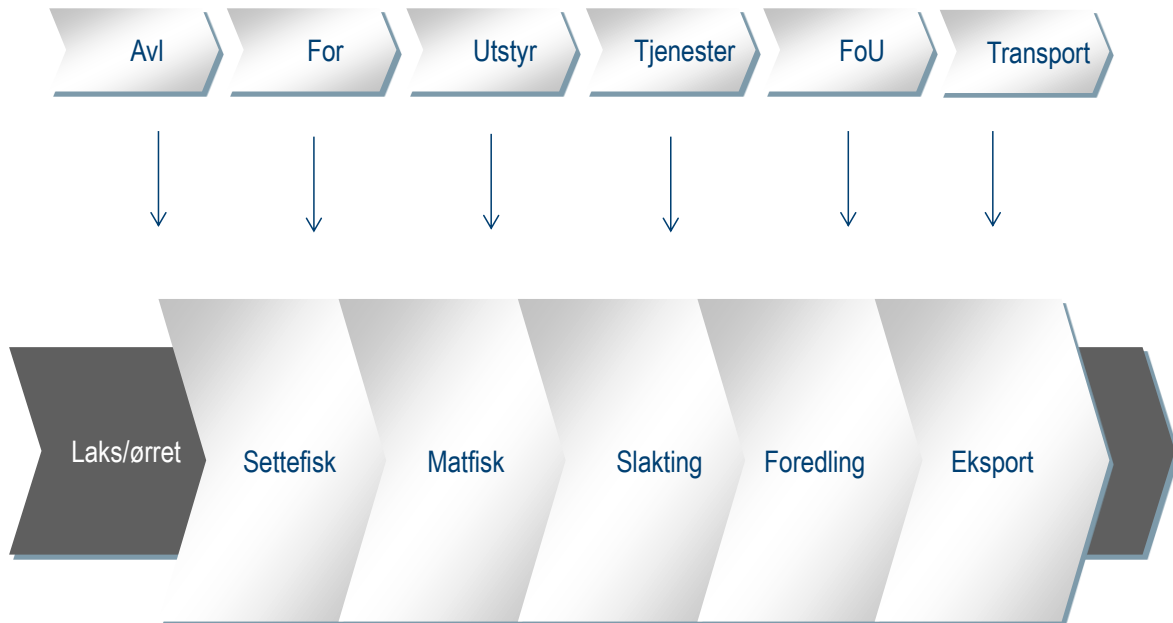 Avl
For
Utstyr
Tjenester
FoU
Transport
Laks/ørret
Settefisk
Matfisk
Slakting
Foredling
Eksport